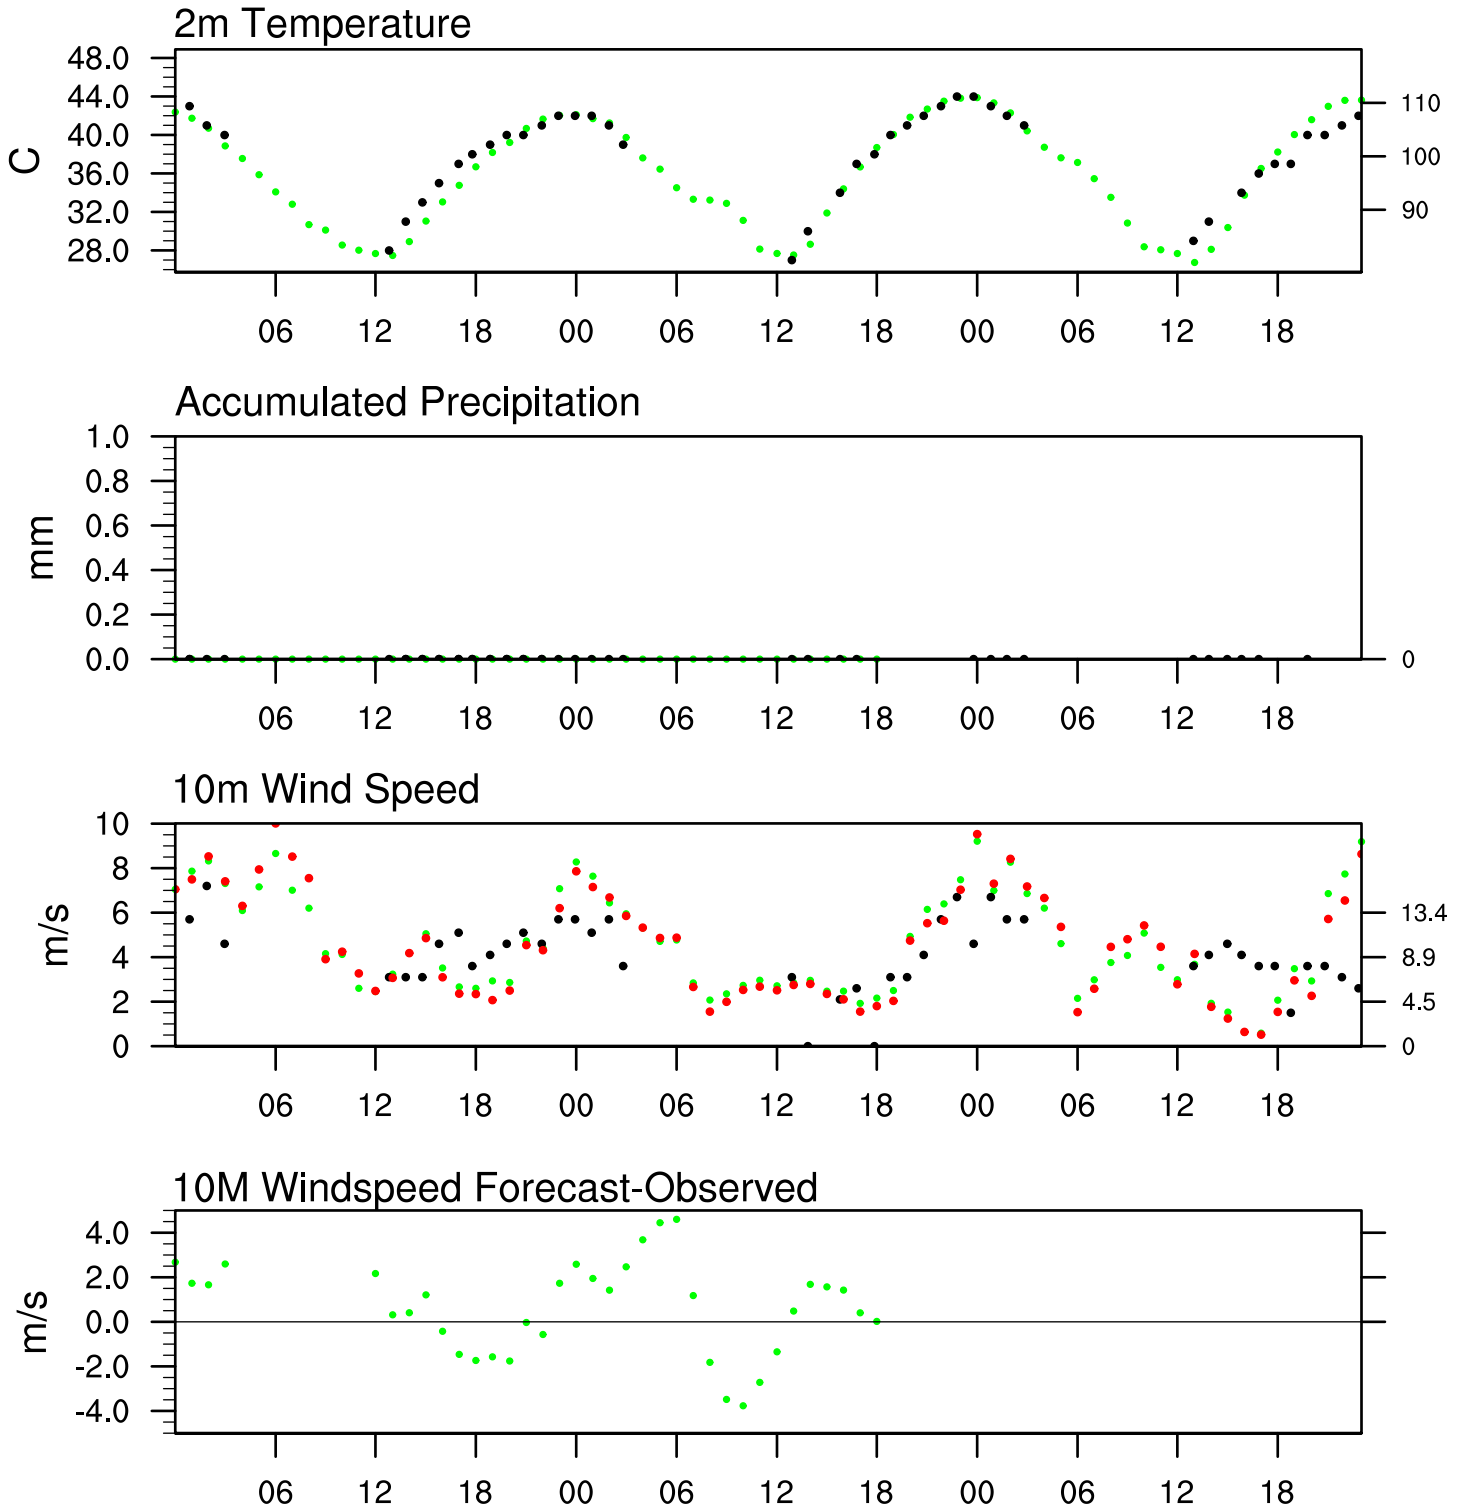 2m Temperature
48.0
44.0
40.0
36.0
32.0
28.0
C
110
100
90
06 12 18 00 06 12 18 00 06 12 18
Accumulated Precipitation
1.0
0.8
0.6
0.4
0.2
0.0
mm
0
06 12 18 00 06 12 18 00 06 12 18
10m Wind Speed
10
8
6
4
2
0
m/s
13.4
8.9
4.5
0
06 12 18 00 06 12 18 00 06 12 18
10M Windspeed Forecast-Observed
4.0
2.0
0.0
-2.0
-4.0
m/s
06 12 18 00 06 12 18 00 06 12 18